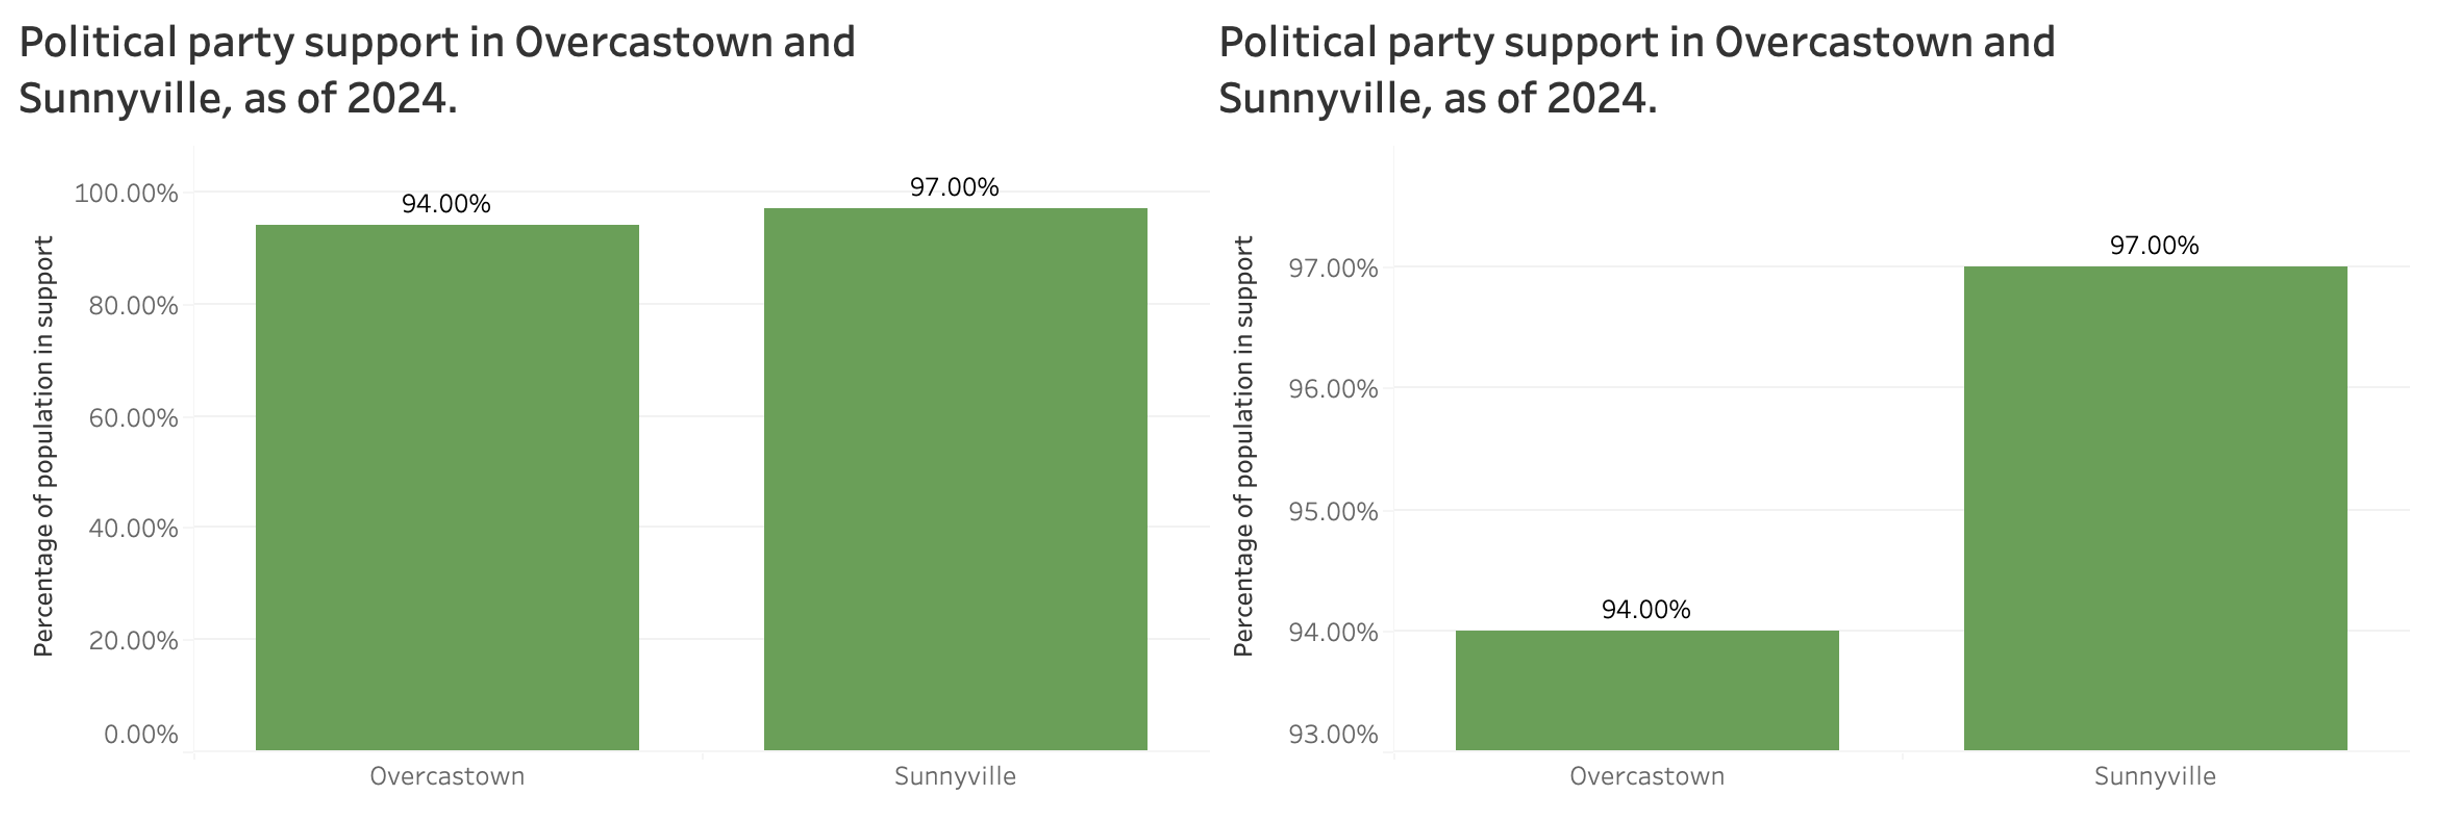 Political party support in Overcastown and
Sunnyville, as of 2024.
Percentage of population in support
100.00%
80.00%
60.00%
40.00%
20.00%
0.00%
94.00%
97.00%
Overcastown
Sunnyville
Political party support in Overcastown and
Sunnyville, as of 2024.
Percentage of population in support
97.00%
96.00%
95.00%
94.00%
93.00%
94.00%
97.00%
Overcastown
Sunnyville